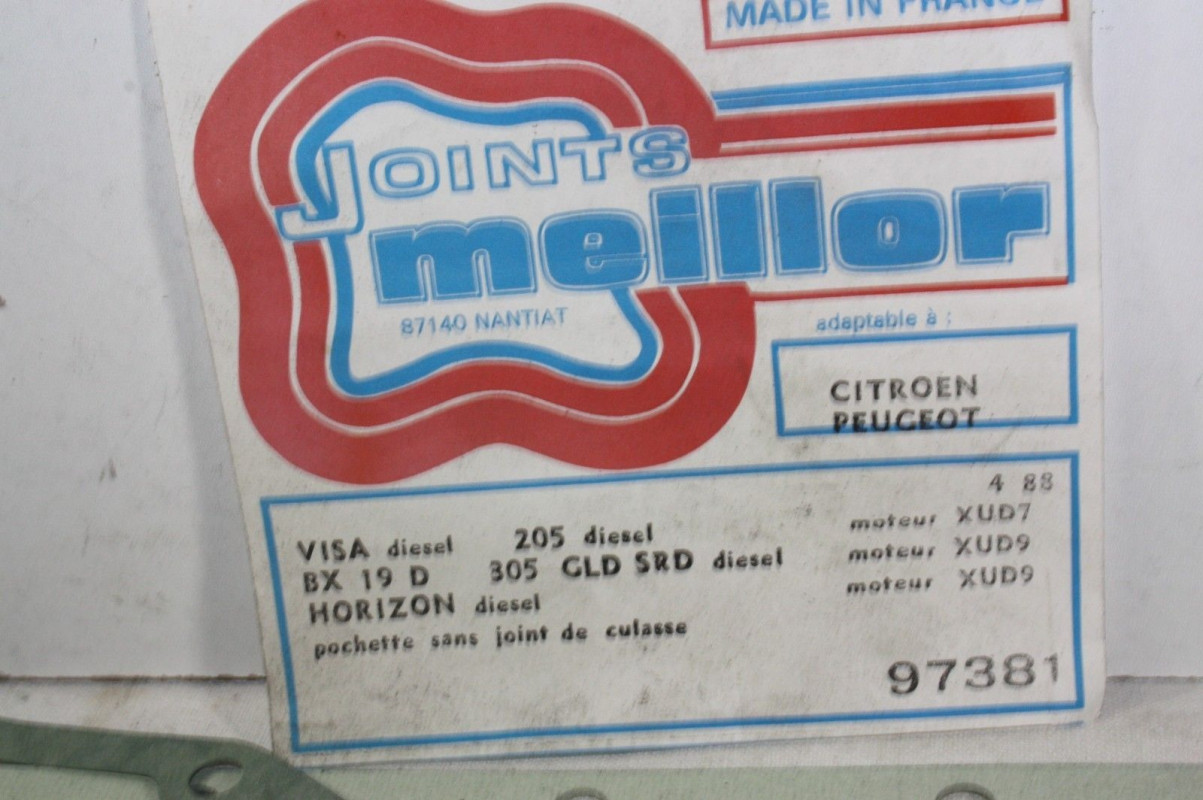 MADE IN FRANCE
JOINTS
meillor
87140 NANTIAT
adaptable à :
CITROEN
PEUGEOT
4 88
VISA diesel 205 diesel moteur XUD7
BX 19 D 305 GLD SRD diesel moteur XUD9
HORIZON diesel moteur XUD9
pochette sans joint de culasse
97381